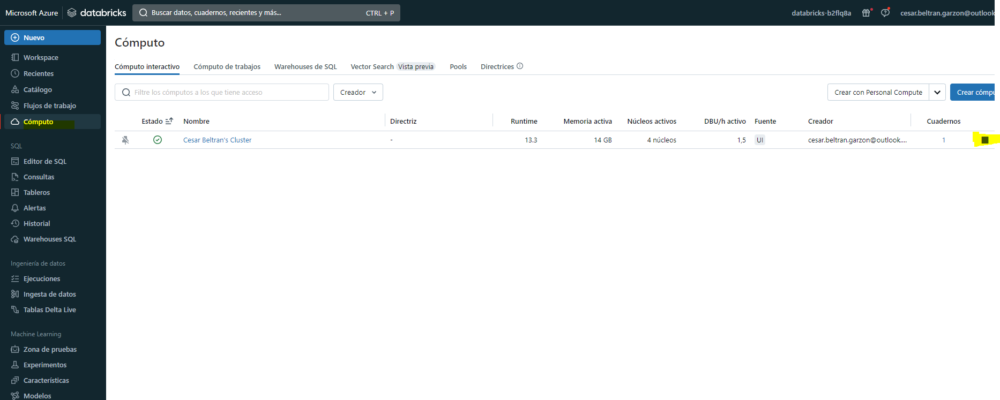 Microsoft Azure databricks Buscar datos, cuadernos, recientes y más... CTRL + P databricks-b2flq8a cesar.beltran.garzon@outlook
Nuevo
Workspace
Recientes
Catálogo
Flujos de trabajo
Cómputo
SQL
Editor de SQL
Consultas
Tableros
Alertas
Historial
Warehouses SQL
Ingeniería de datos
Ejecuciones
Ingesta de datos
Tablas Delta Live
Machine Learning
Zona de pruebas
Experimentos
Características
Modelos
Cómputo
Cómputo interactivo Cómputo de trabajos Warehouses de SQL Vector Search Vista previa Pools Directrices
Filtre los cómputos a los que tiene acceso Creador Crear con Personal Compute Crear cómpu
Estado Nombre Directriz Runtime Memoria activa Núcleos activos DBU/h activo Fuente Creador Cuadernos
Cesar Beltran's Cluster - 13.3 14 GB 4 núcleos 1,5 UI cesar.beltran.garzon@outlook.... 1